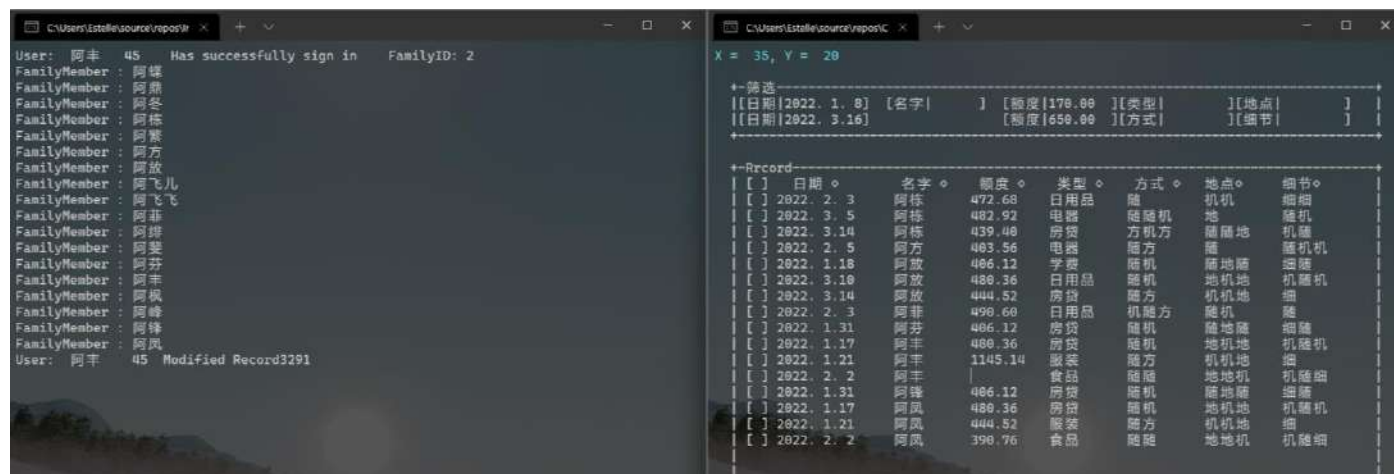 C:\Users\Estelle\source\repos\Ir
User: 阿丰 45 Has successfully sign in FamilyID: 2
FamilyMember : 阿蝶
FamilyMember : 阿鼎
FamilyMember : 阿冬
FamilyMember : 阿栋
FamilyMember : 阿繁
FamilyMember : 阿方
FamilyMember : 阿放
FamilyMember : 阿飞儿
FamilyMember : 阿飞飞
FamilyMember : 阿菲
FamilyMember : 阿绯
FamilyMember : 阿斐
FamilyMember : 阿芬
FamilyMember : 阿丰
FamilyMember : 阿枫
FamilyMember : 阿峰
FamilyMember : 阿锋
FamilyMember : 阿凤
User: 阿丰 45 Modified Record3291
C:\Users\Estelle\source\repos\C
X = 35, Y = 20
筛选
[日期|2022. 1. 8] [名字| ] [额度|170.00 ][类型| ][地点| ]
[日期|2022. 3.16] [额度|650.00 ][方式| ][细节| ]
Rrcord
[ ] 日期 名字 额度 类型 方式 地点 细节
[ ] 2022. 2. 3 阿栋 472.68 日用品 随 机机 细细
[ ] 2022. 3. 5 阿栋 482.92 电器 随随机 地 随机
[ ] 2022. 3.14 阿栋 439.40 房贷 方机方 随随地 机随
[ ] 2022. 2. 5 阿方 403.56 电器 随方 随 随机机
[ ] 2022. 1.18 阿放 406.12 学费 随机 随地随 细随
[ ] 2022. 3.10 阿放 480.36 日用品 随机 地机地 机随机
[ ] 2022. 3.14 阿放 444.52 房贷 随方 机机地 细
[ ] 2022. 2. 3 阿菲 490.60 日用品 机随方 随机 随
[ ] 2022. 1.31 阿芬 406.12 房贷 随机 随地随 细随
[ ] 2022. 1.17 阿丰 480.36 房贷 随机 地机地 机随机
[ ] 2022. 1.21 阿丰 1145.14 服装 随方 机机地 细
[ ] 2022. 2. 2 阿丰 食品 随随 地地机 机随细
[ ] 2022. 1.31 阿锋 406.12 房贷 随机 随地随 细随
[ ] 2022. 1.17 阿凤 480.36 房贷 随机 地机地 机随机
[ ] 2022. 1.21 阿凤 444.52 服装 随方 机机地 细
[ ] 2022. 2. 2 阿凤 390.76 食品 随随 地地机 机随细